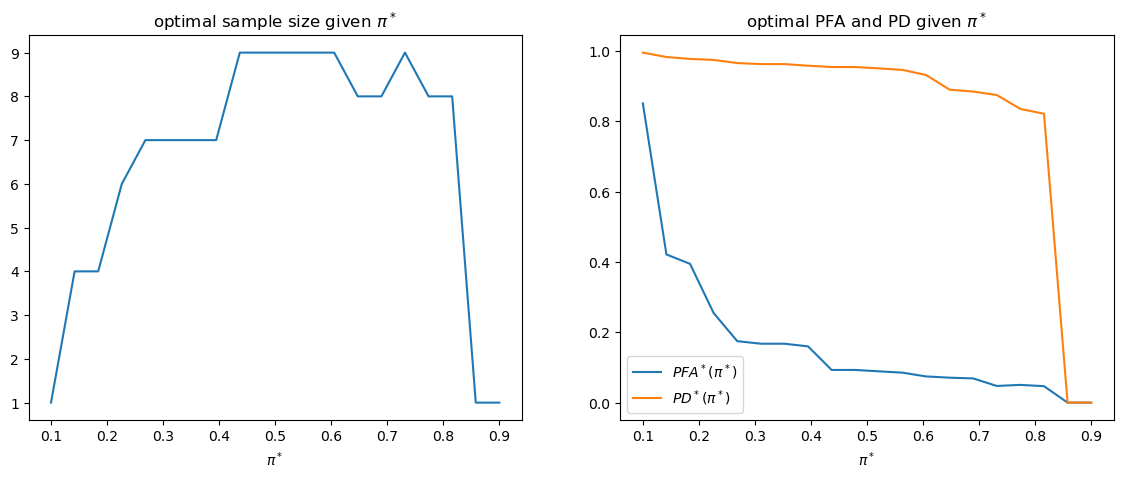 optimal sample size given π*
9
8
7
6
5
4
3
2
1
0.1 0.2 0.3 0.4 0.5 0.6 0.7 0.8 0.9
π*
optimal PFA and PD given π*
1.0
0.8
0.6
0.4
0.2
0.0
PFA*(π*)
PD*(π*)
0.1 0.2 0.3 0.4 0.5 0.6 0.7 0.8 0.9
π*